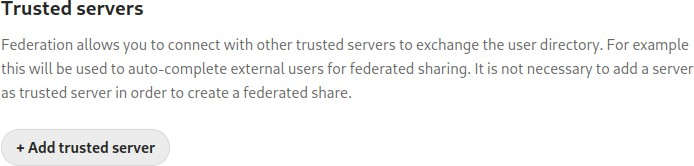 Trusted servers
Federation allows you to connect with other trusted servers to exchange the user directory. For example
this will be used to auto-complete external users for federated sharing. It is not necessary to add a server
as trusted server in order to create a federated share.
+ Add trusted server